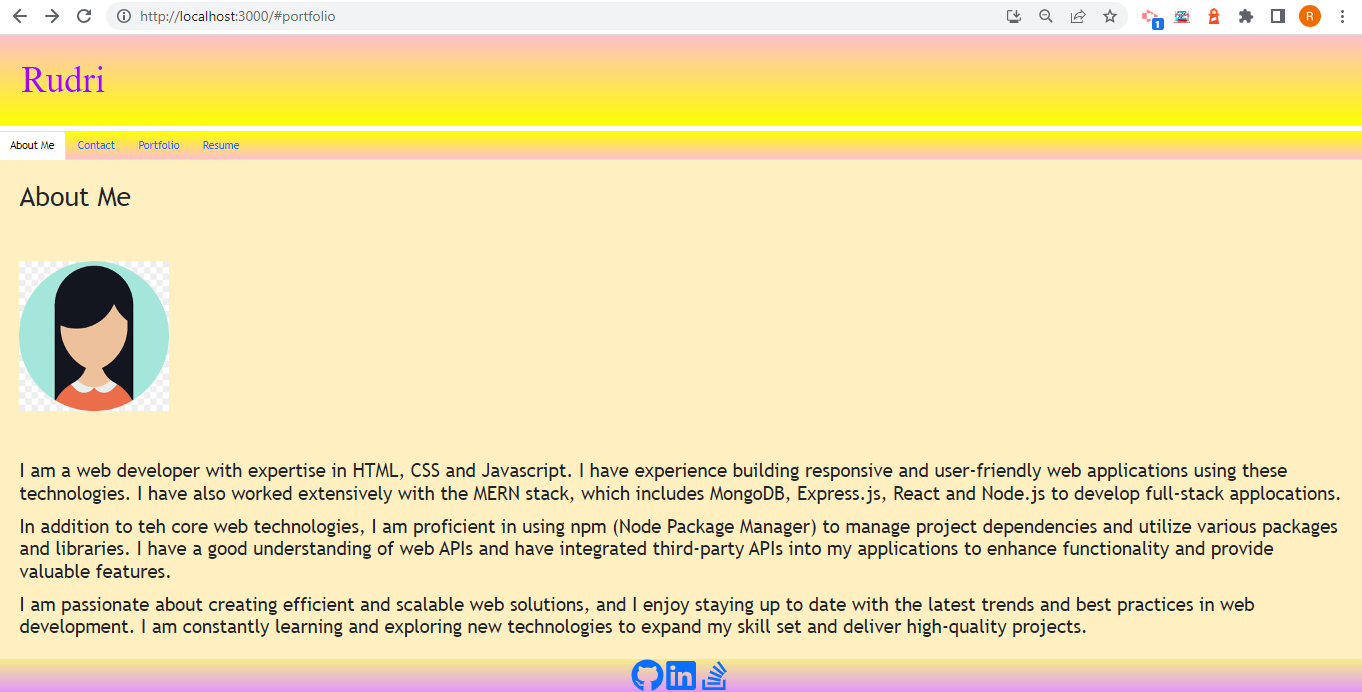 http://localhost:3000/#portfolio
1
R
Rudri
About Me Contact Portfolio Resume
About Me
I am a web developer with expertise in HTML, CSS and Javascript. I have experience building responsive and user-friendly web applications using these
technologies. I have also worked extensively with the MERN stack, which includes MongoDB, Express.js, React and Node.js to develop full-stack applocations.
In addition to teh core web technologies, I am proficient in using npm (Node Package Manager) to manage project dependencies and utilize various packages
and libraries. I have a good understanding of web APIs and have integrated third-party APIs into my applications to enhance functionality and provide
valuable features.
I am passionate about creating efficient and scalable web solutions, and I enjoy staying up to date with the latest trends and best practices in web
development. I am constantly learning and exploring new technologies to expand my skill set and deliver high-quality projects.
in